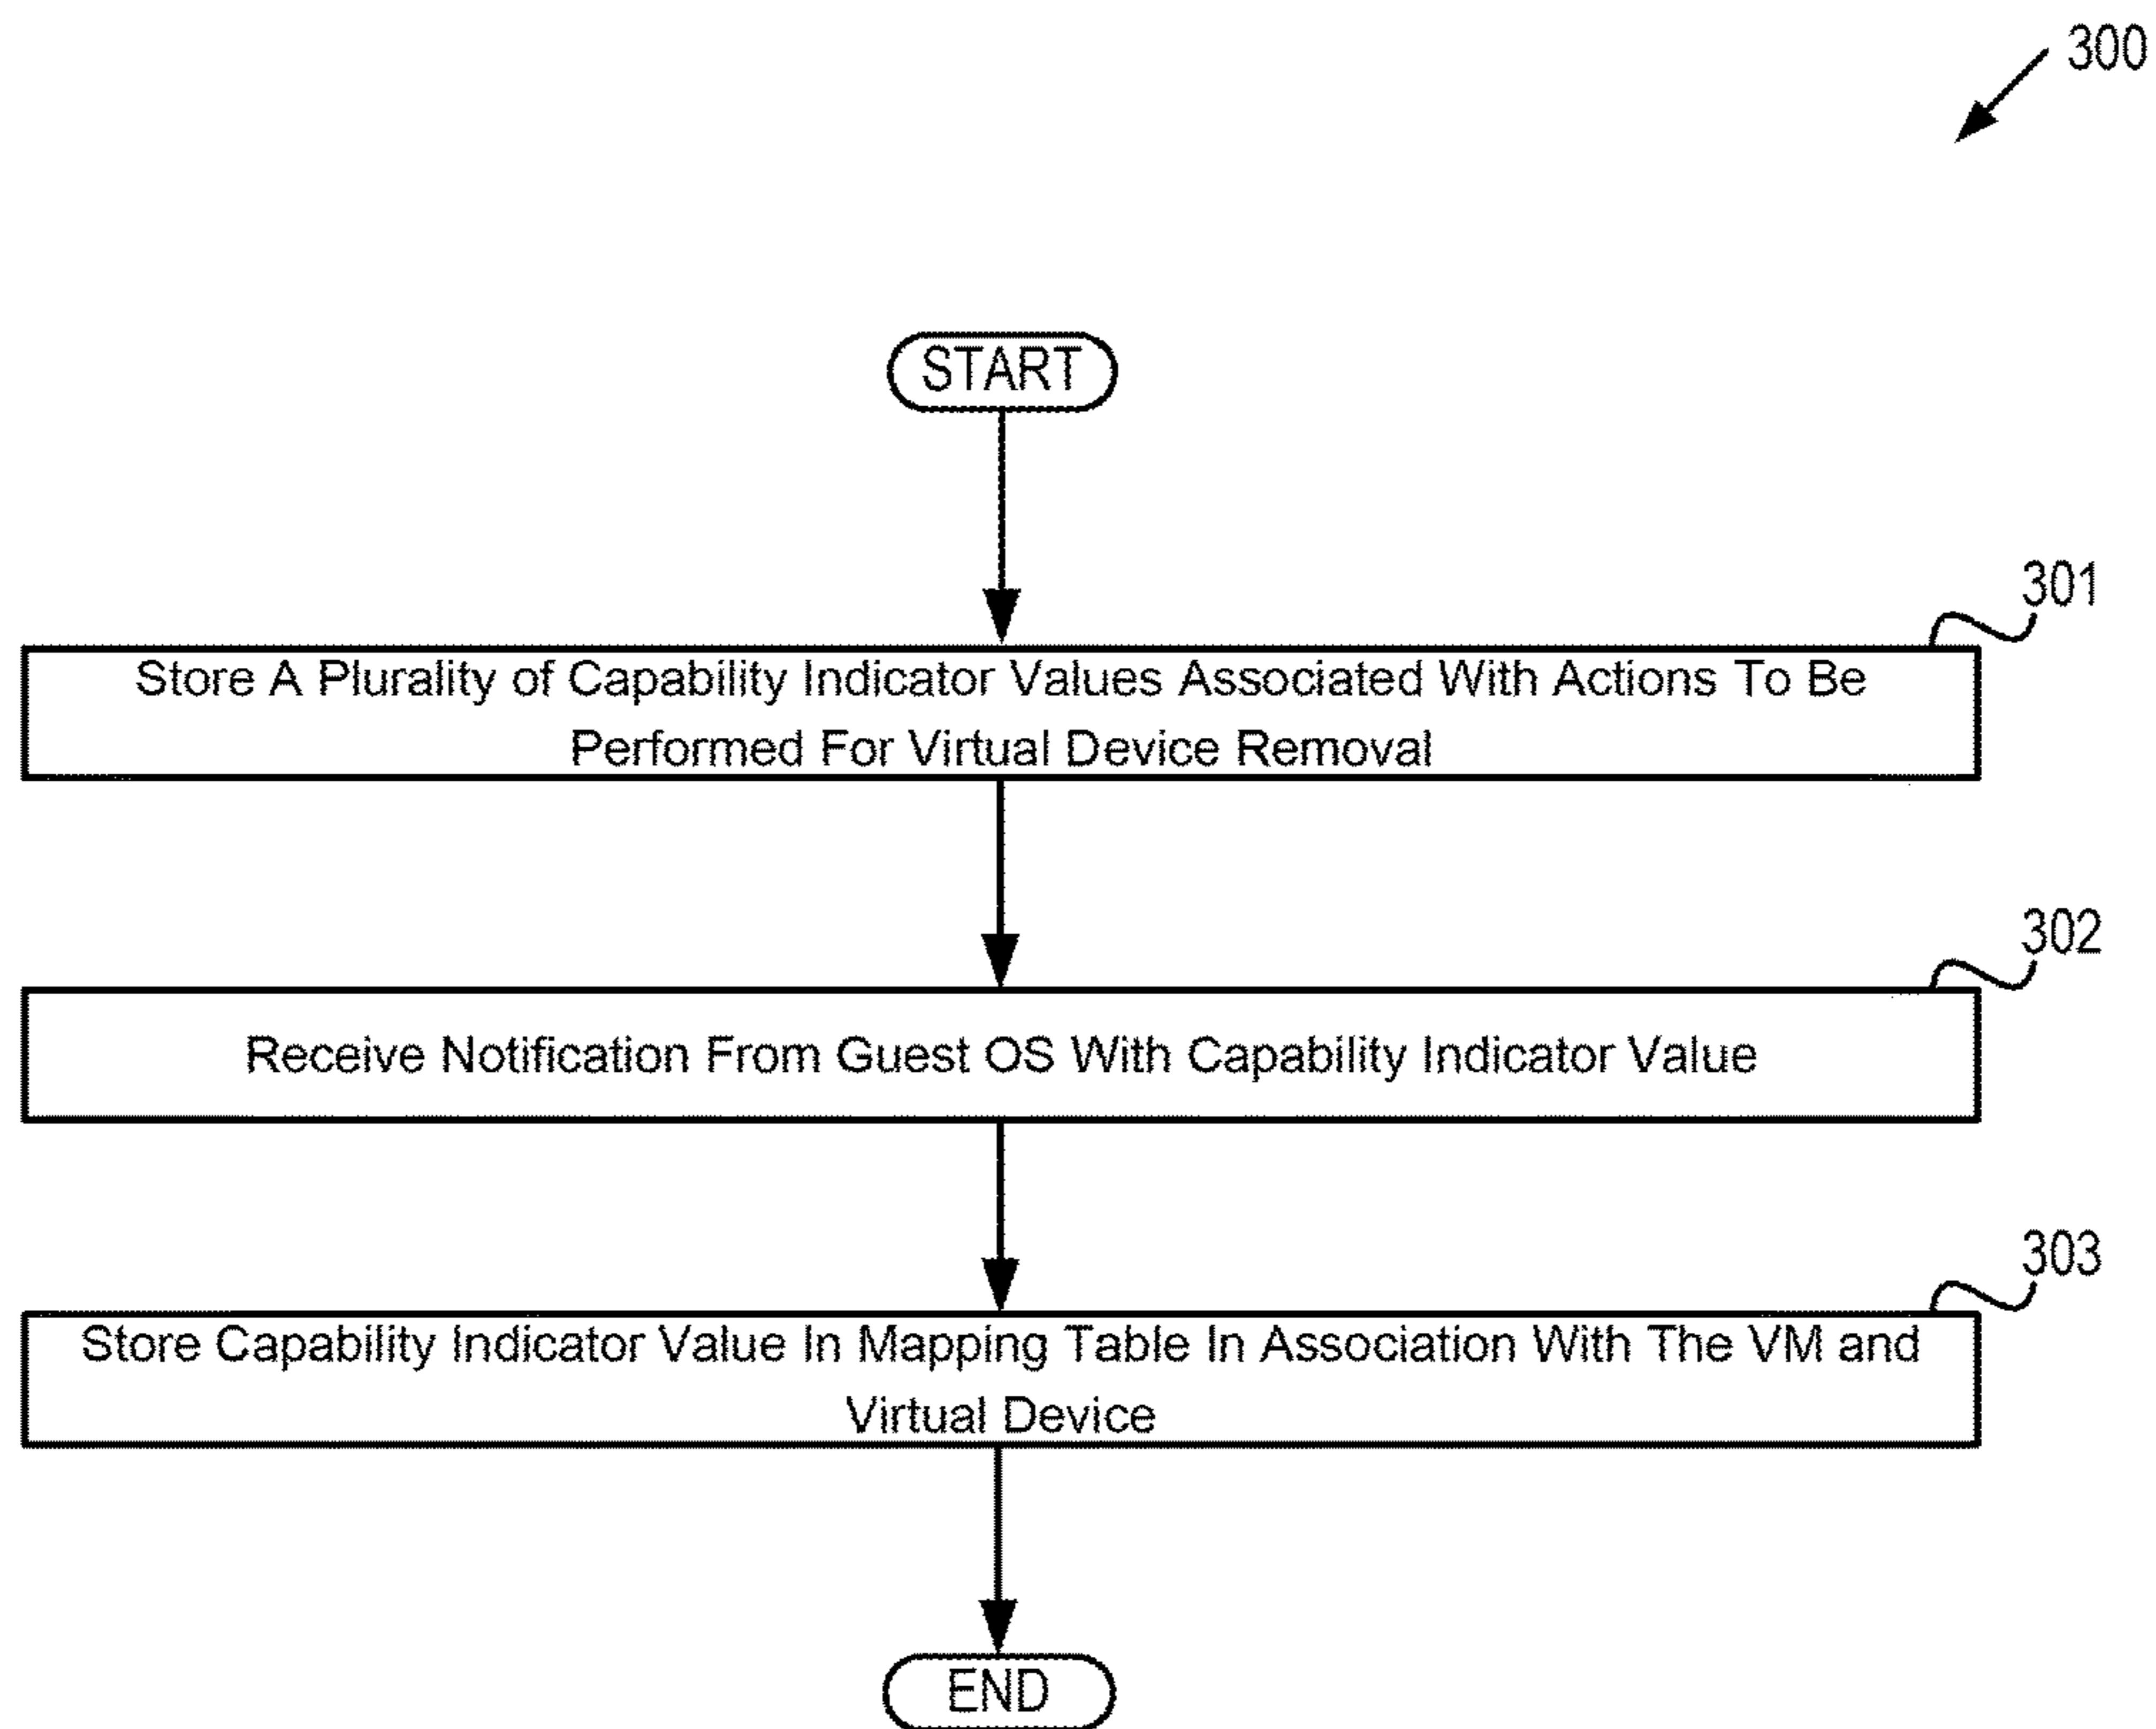 300
START
301
Store A Plurality of Capability Indicator Values Associated With Actions To Be
Performed For Virtual Device Removal
302
Receive Notification From Guest OS With Capability Indicator Value
303
Store Capability Indicator Value In Mapping Table In Association With The VM and
Virtual Device
END